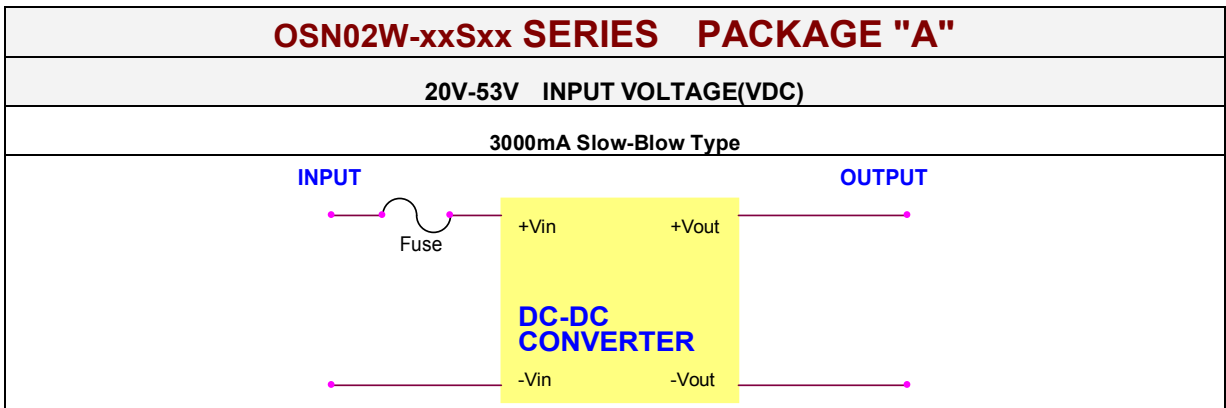 OSN02W-xxSxx SERIES PACKAGE "A"
20V-53V INPUT VOLTAGE(VDC)
3000mA Slow-Blow Type
INPUT OUTPUT
+Vin +Vout
Fuse
DC-DC
CONVERTER
-Vin -Vout